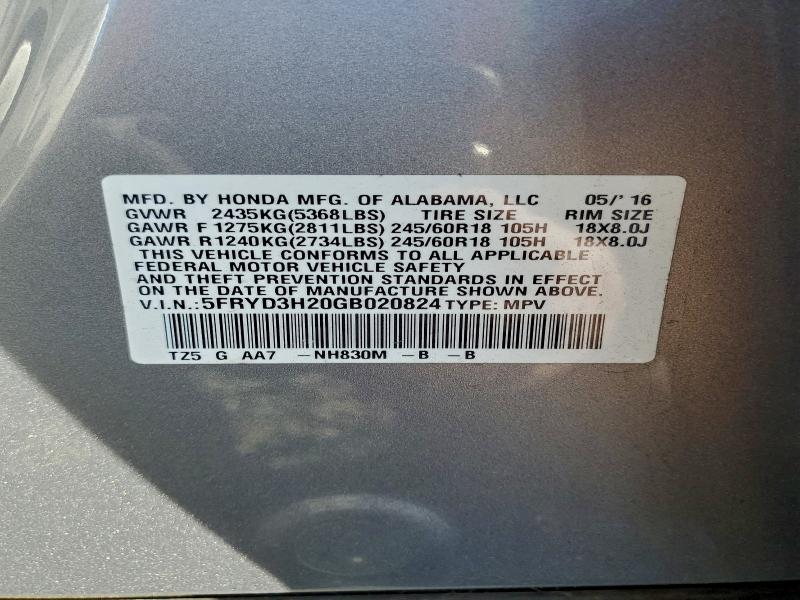 MFD. BY HONDA MFG. OF ALABAMA, LLC 05/' 16
GVWR 2435KG(5368LBS) TIRE SIZE RIM SIZE
GAWR F 1275KG(2811LBS) 245/60R18 105H 18X8.0J
GAWR R 1240KG(2734LBS) 245/60R18 105H 18X8.0J
THIS VEHICLE CONFORMS TO ALL APPLICABLE
FEDERAL MOTOR VEHICLE SAFETY
AND THEFT PREVENTION STANDARDS IN EFFECT
ON THE DATE OF MANUFACTURE SHOWN ABOVE.
V.I.N.: 5FRYD3H20GB020824 TYPE: MPV
TZ5 G AA7 –NH830M –B –B